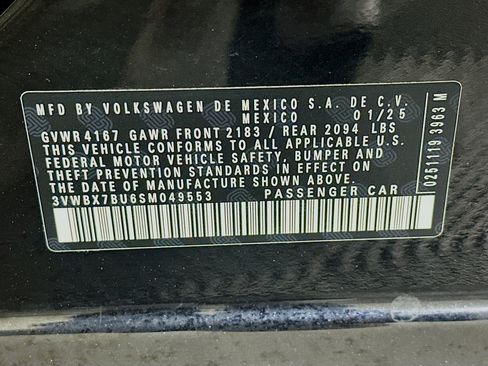 MFD BY VOLKSWAGEN DE MEXICO S.A. DE C.V.
MEXICO 01/25
GVWR 4167 GAWR FRONT 2183 / REAR 2094 LBS
THIS VEHICLE CONFORMS TO ALL APPLICABLE U.S.
FEDERAL MOTOR VEHICLE SAFETY, BUMPER AND
THEFT PREVENTION STANDARDS IN EFFECT ON
THE DATE OF MANUFACTURE SHOWN ABOVE.
3VWBX7BU6SM049553 PASSENGER CAR
0251119 3963 M